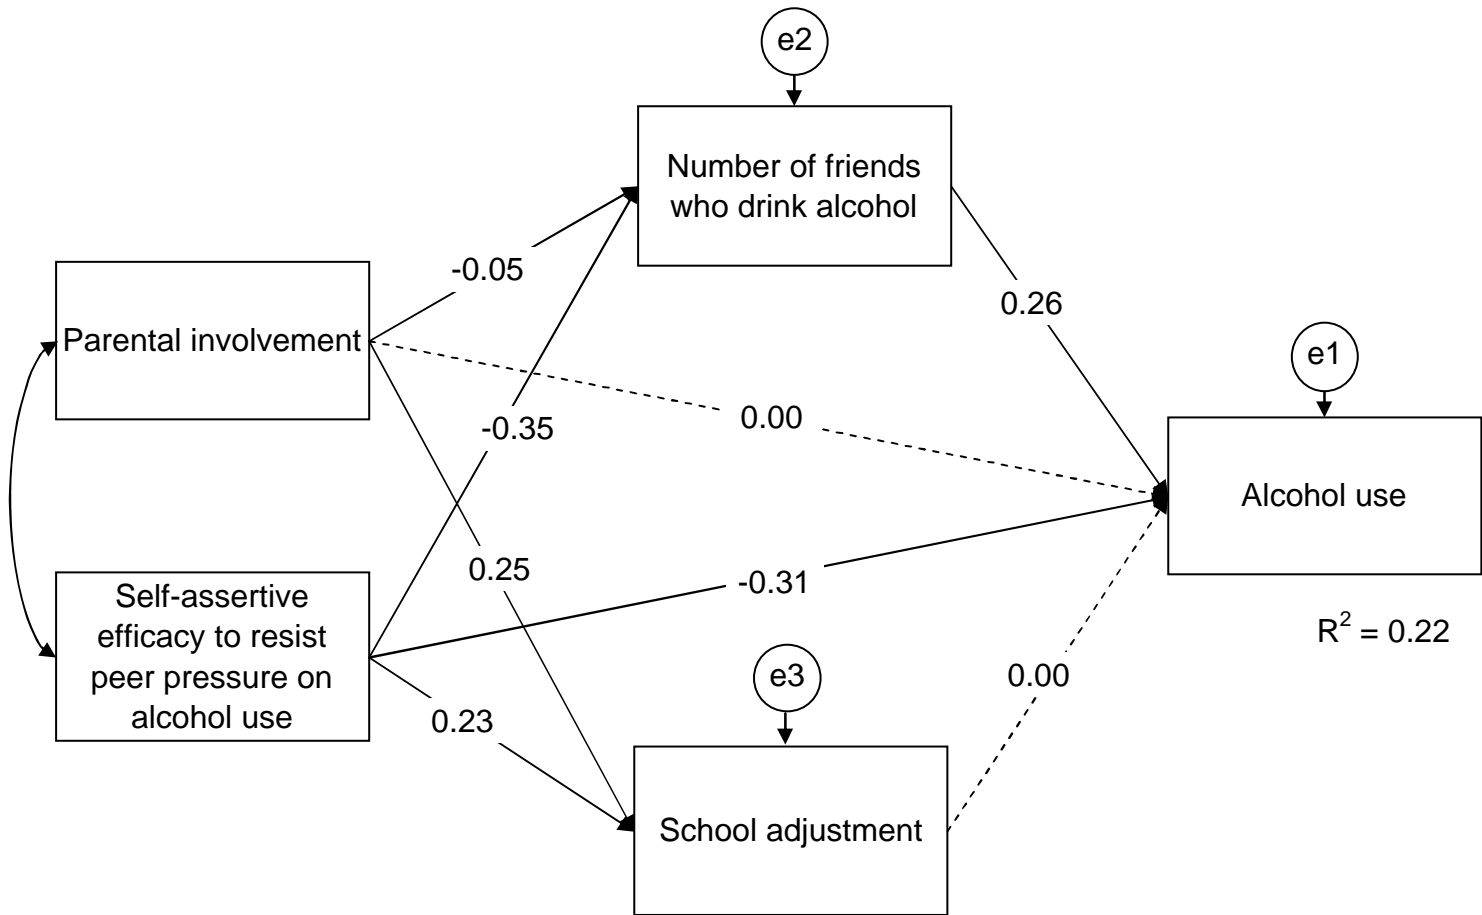 e2
Number of friends
who drink alcohol
-0.05
0.26
Parental involvement
e1
0.00
-0.35
Alcohol use
0.25
-0.31
Self-assertive
efficacy to resist
peer pressure on
alcohol use
R² = 0.22
e3
0.00
0.23
School adjustment